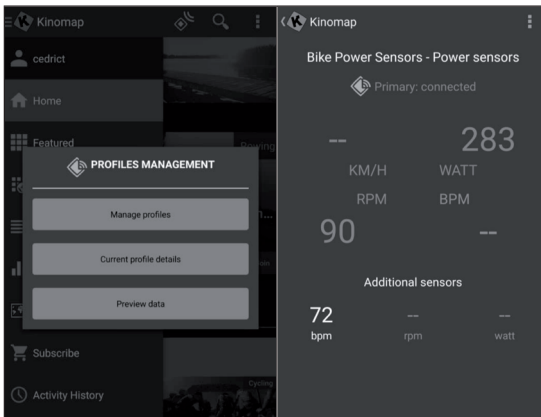 Kinomap
cedrict
Home
Featured
Rowing
PROFILES MANAGEMENT
Manage profiles
Current profile details
Preview data
Subscribe
Activity History
Cycling
Kinomap
Bike Power Sensors - Power sensors
Primary: connected
-- 283
KM/H WATT
RPM BPM
90 --
Additional sensors
72 -- --
bpm rpm watt